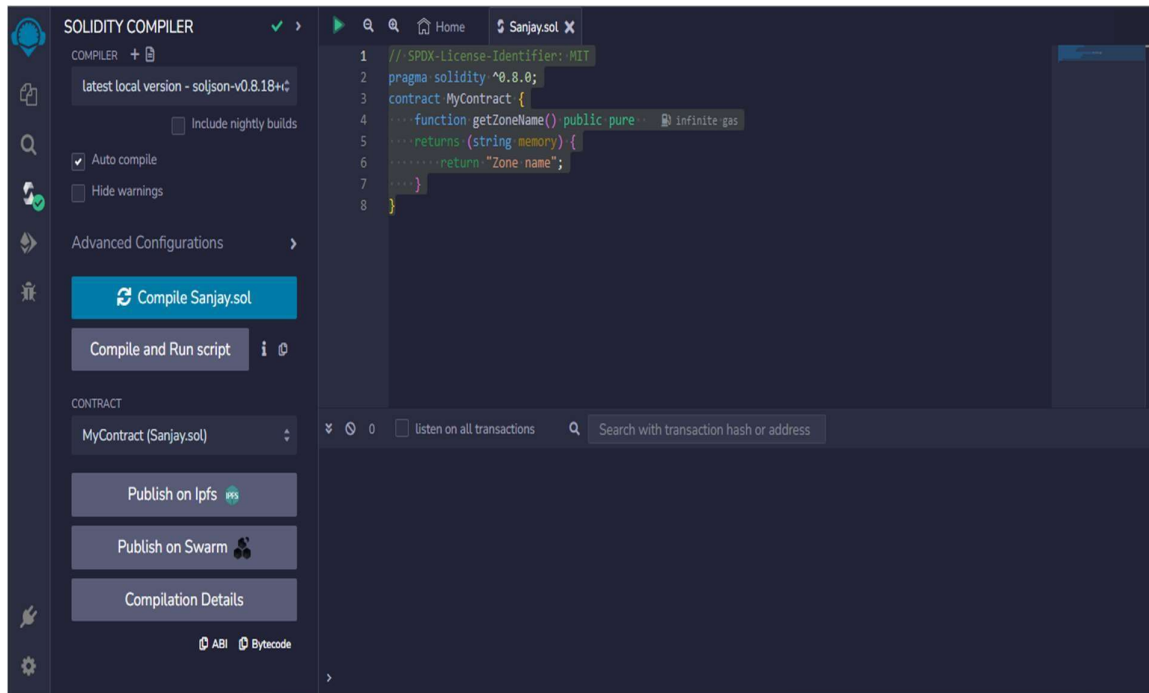 SOLIDITY COMPILER
COMPILER
latest local version - soljson-v0.8.18+
Include nightly builds
Auto compile
Hide warnings
Advanced Configurations
Compile Sanjay.sol
Compile and Run script
i
CONTRACT
MyContract (Sanjay.sol)
Publish on Ipfs
IPFS
Publish on Swarm
Compilation Details
ABI Bytecode
Home Sanjay.sol
1 // SPDX-License-Identifier: MIT
2 pragma solidity ^0.8.0;
3 contract MyContract {
4 function getZoneName() public pure infinite gas
5 returns (string memory) {
6 return "Zone name";
7 }
8 }
0 listen on all transactions Search with transaction hash or address
>